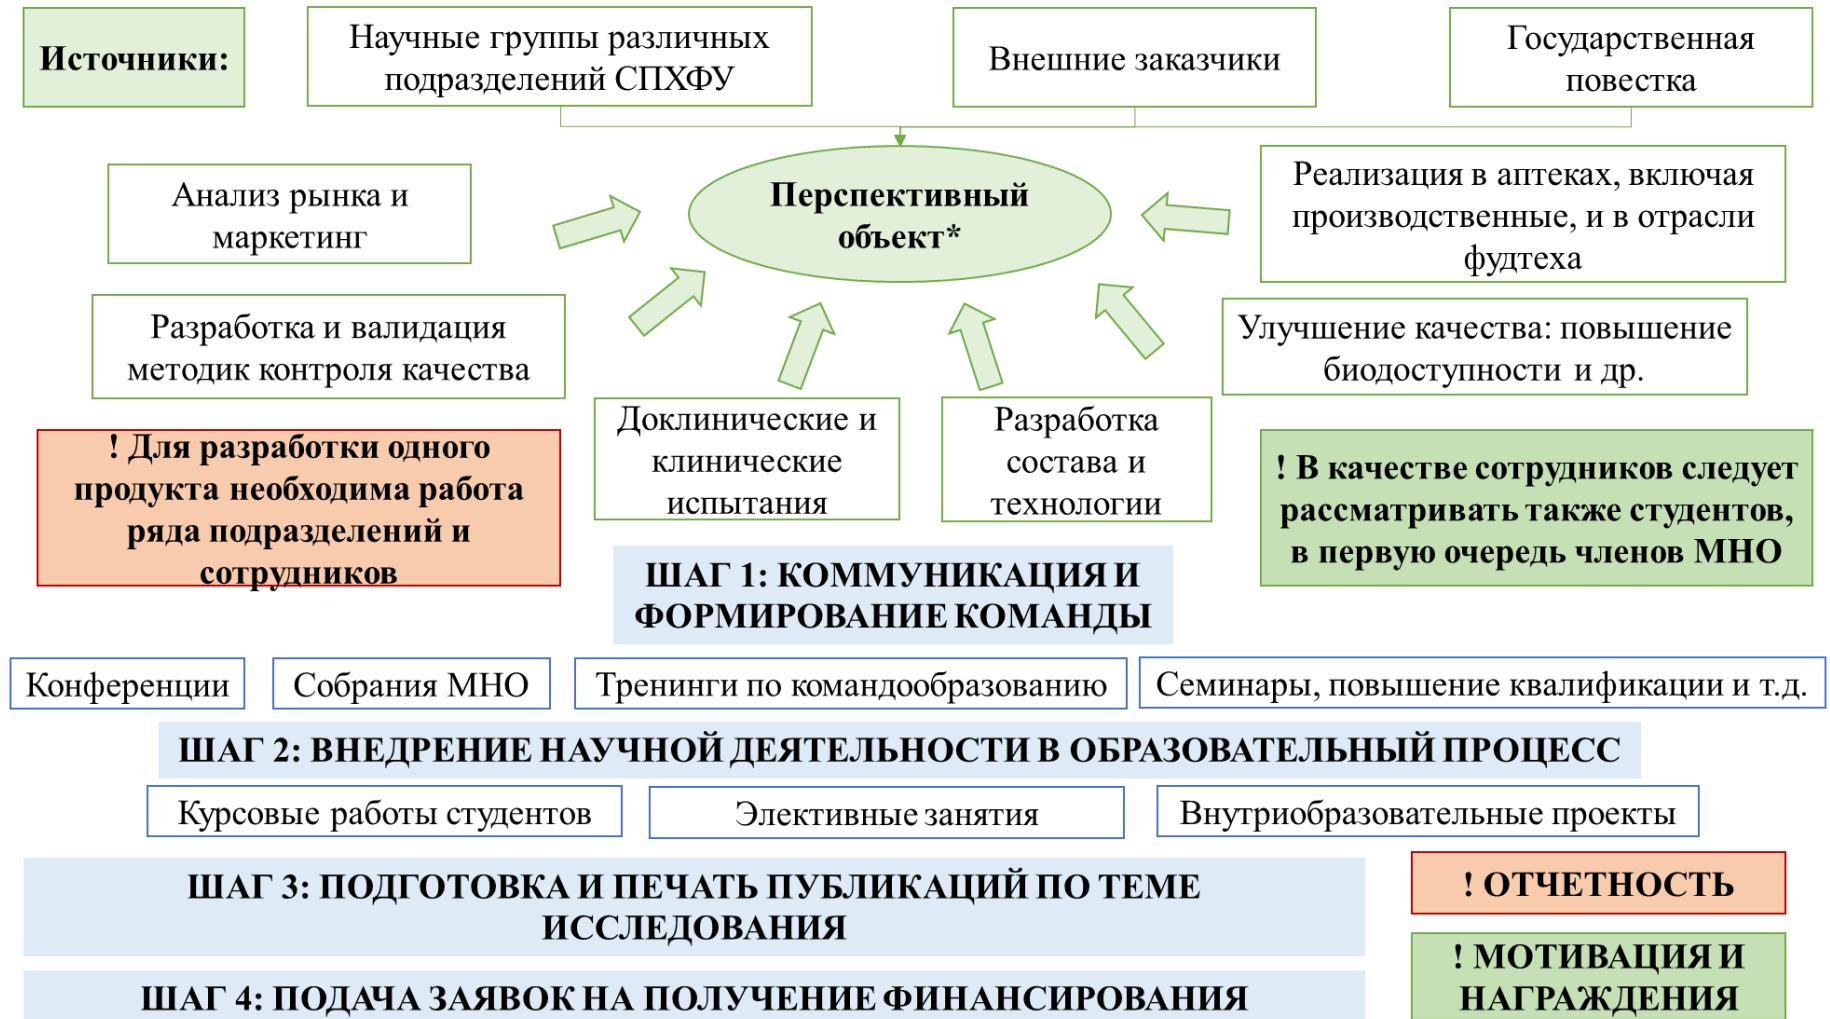 Источники:
Научные группы различных
подразделений СПХФУ
Внешние заказчики
Государственная
повестка
Анализ рынка и
маркетинг
Перспективный
объект*
Реализация в аптеках, включая
производственные, и в отрасли
фудтеха
Разработка и валидация
методик контроля качества
Улучшение качества: повышение
биодоступности и др.
Доклинические и
клинические
испытания
Разработка
состава и
технологии
! Для разработки одного
продукта необходима работа
ряда подразделений и
сотрудников
! В качестве сотрудников следует
рассматривать также студентов,
в первую очередь членов МНО
ШАГ 1: КОММУНИКАЦИЯ И
ФОРМИРОВАНИЕ КОМАНДЫ
Конференции
Собрания МНО
Тренинги по командообразованию
Семинары, повышение квалификации и т.д.
ШАГ 2: ВНЕДРЕНИЕ НАУЧНОЙ ДЕЯТЕЛЬНОСТИ В ОБРАЗОВАТЕЛЬНЫЙ ПРОЦЕСС
Курсовые работы студентов
Элективные занятия
Внутриобразовательные проекты
ШАГ 3: ПОДГОТОВКА И ПЕЧАТЬ ПУБЛИКАЦИЙ ПО ТЕМЕ
ИССЛЕДОВАНИЯ
! ОТЧЕТНОСТЬ
ШАГ 4: ПОДАЧА ЗАЯВОК НА ПОЛУЧЕНИЕ ФИНАНСИРОВАНИЯ
! МОТИВАЦИЯ И
НАГРАЖДЕНИЯ